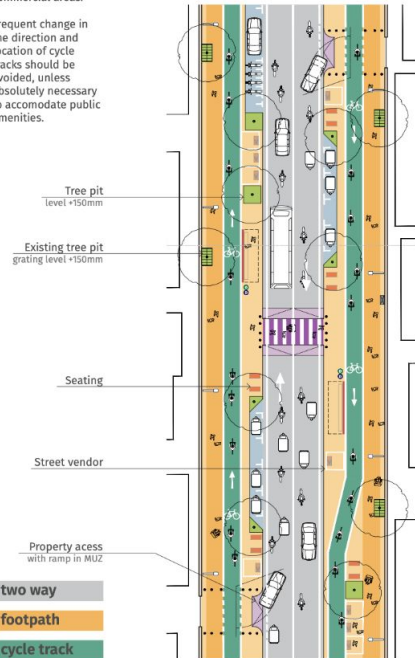 requent change in
he direction and
ocation of cycle
racks should be
voided, unless
bsolutely necessary
o accomodate public
menities.
Tree pit
level +150mm
Existing tree pit
grating level +150mm
Seating
Street vendor
Property acess
with ramp in MUZ
two way
footpath
cycle track